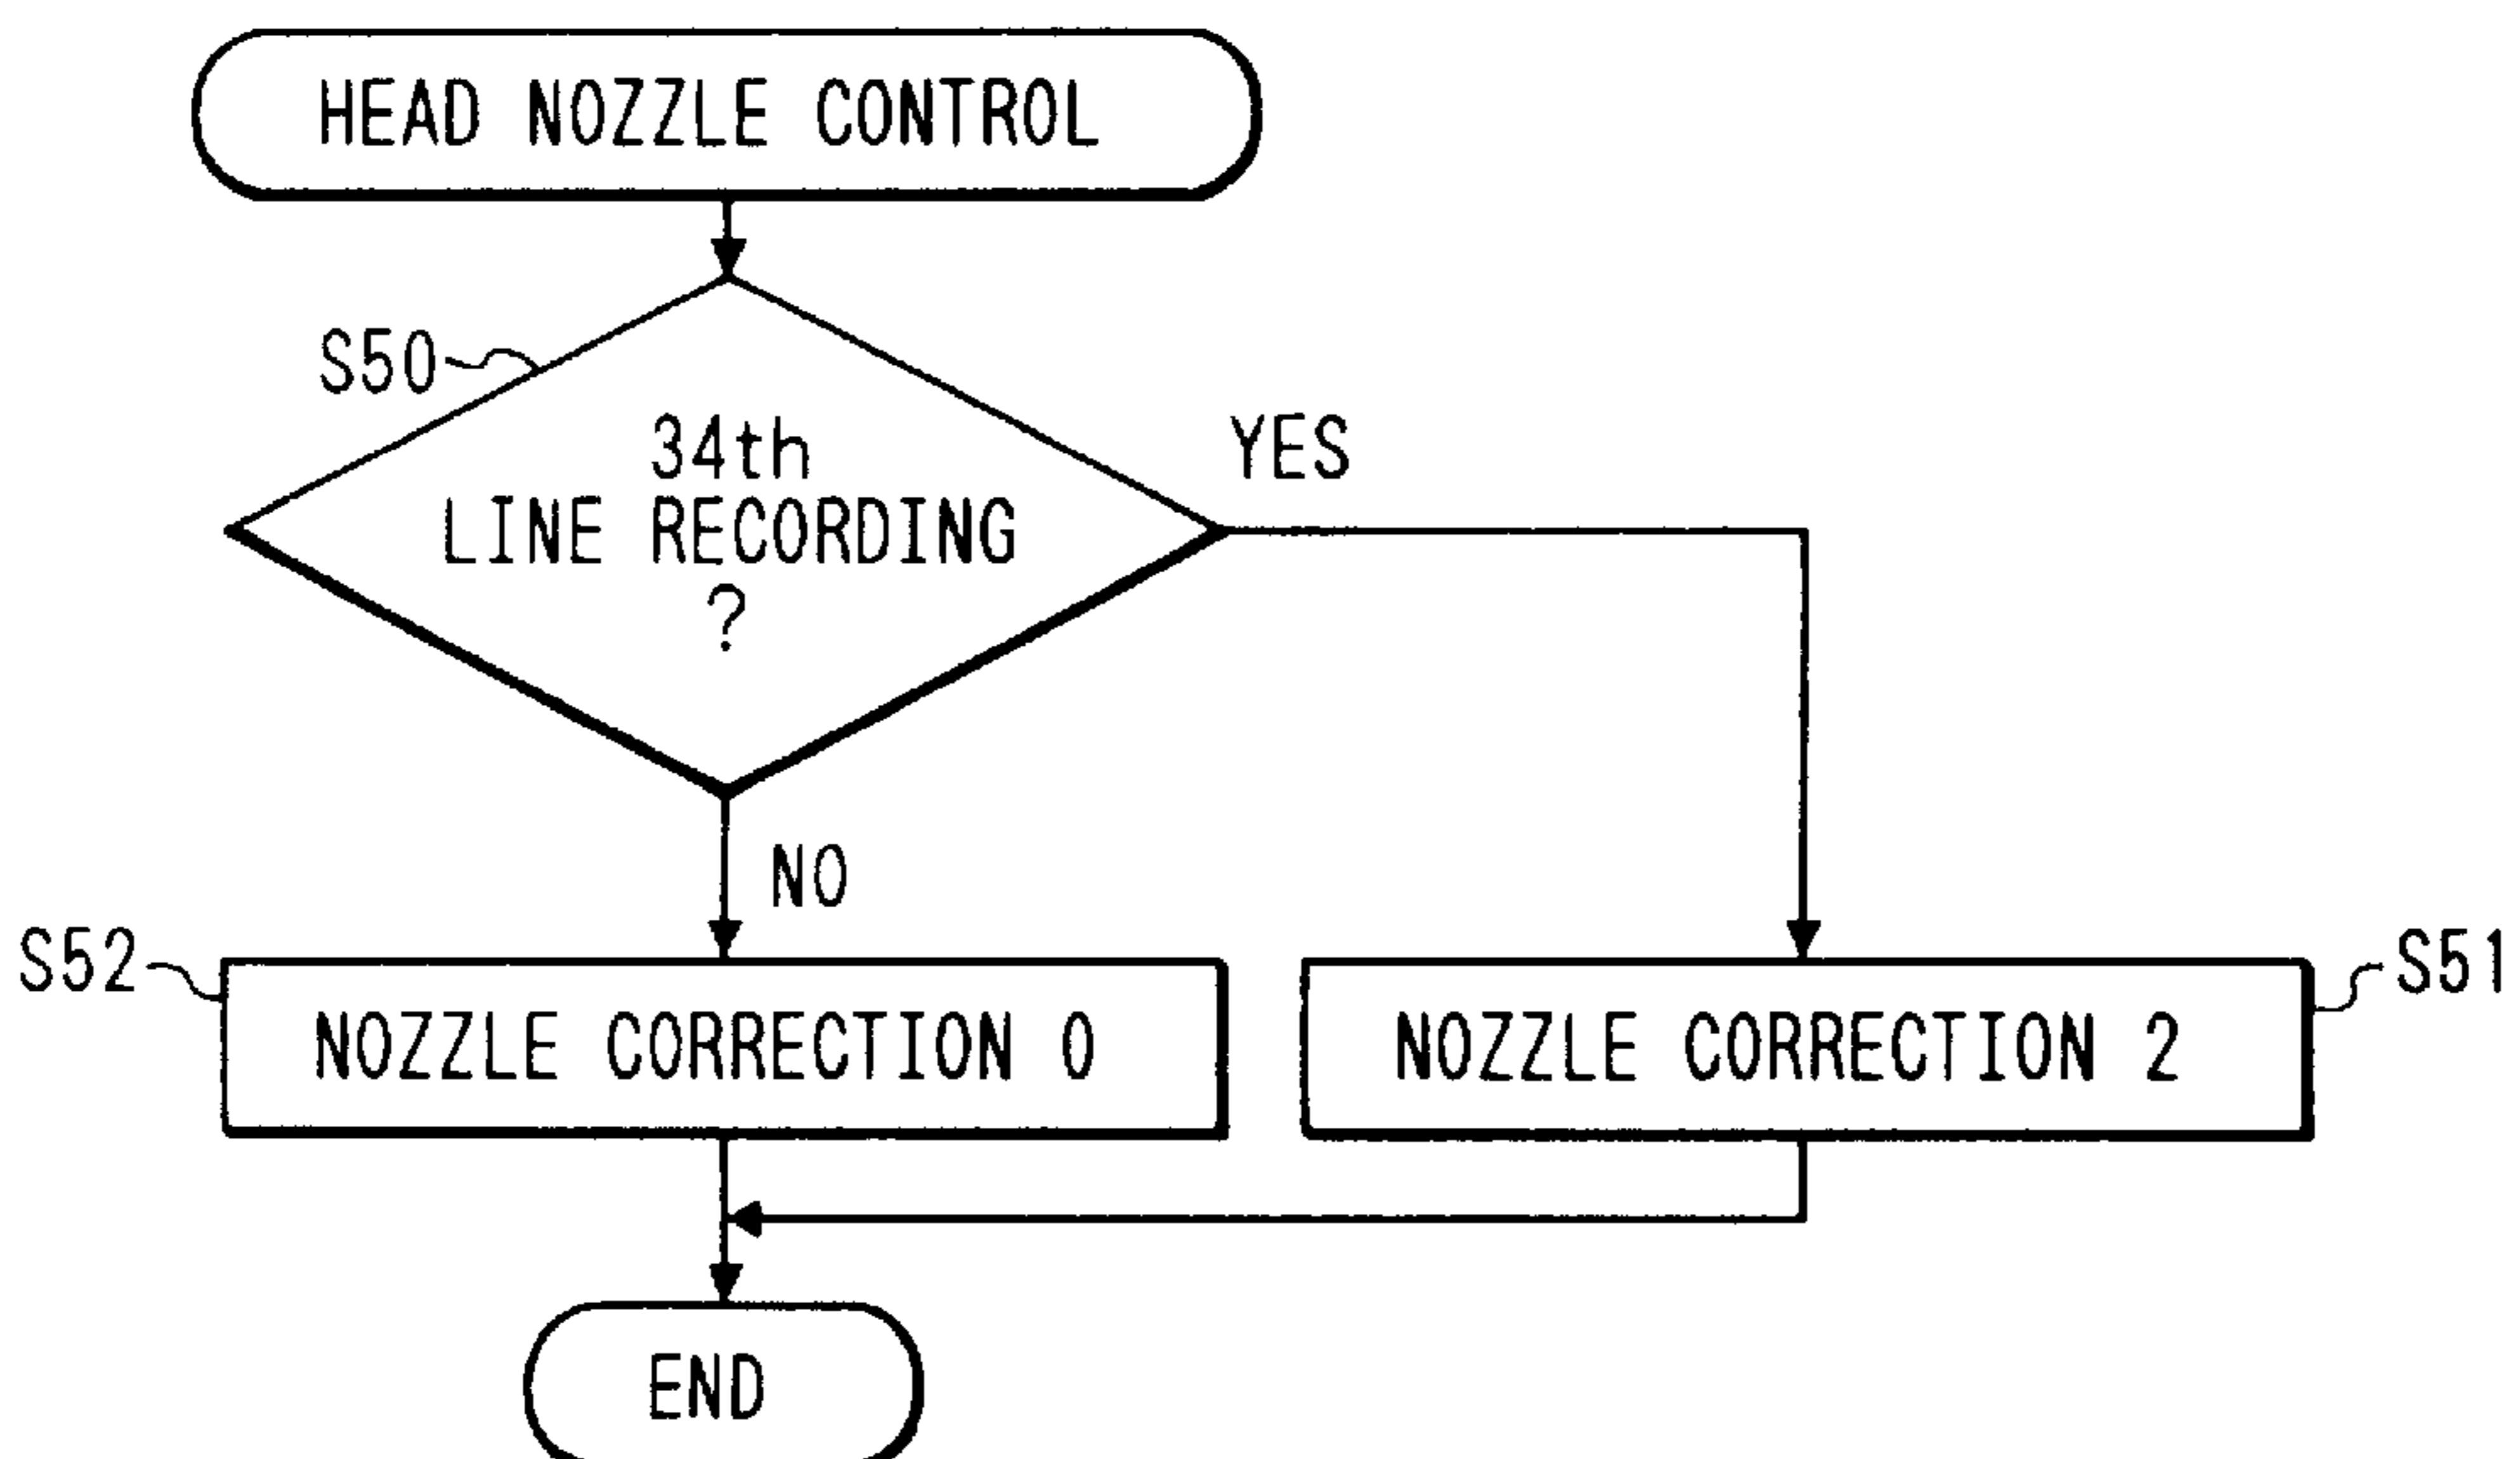 HEAD NOZZLE CONTROL
S50
34th
LINE RECORDING
?
YES
NO
S52
NOZZLE CORRECTION 0
NOZZLE CORRECTION 2
S51
END